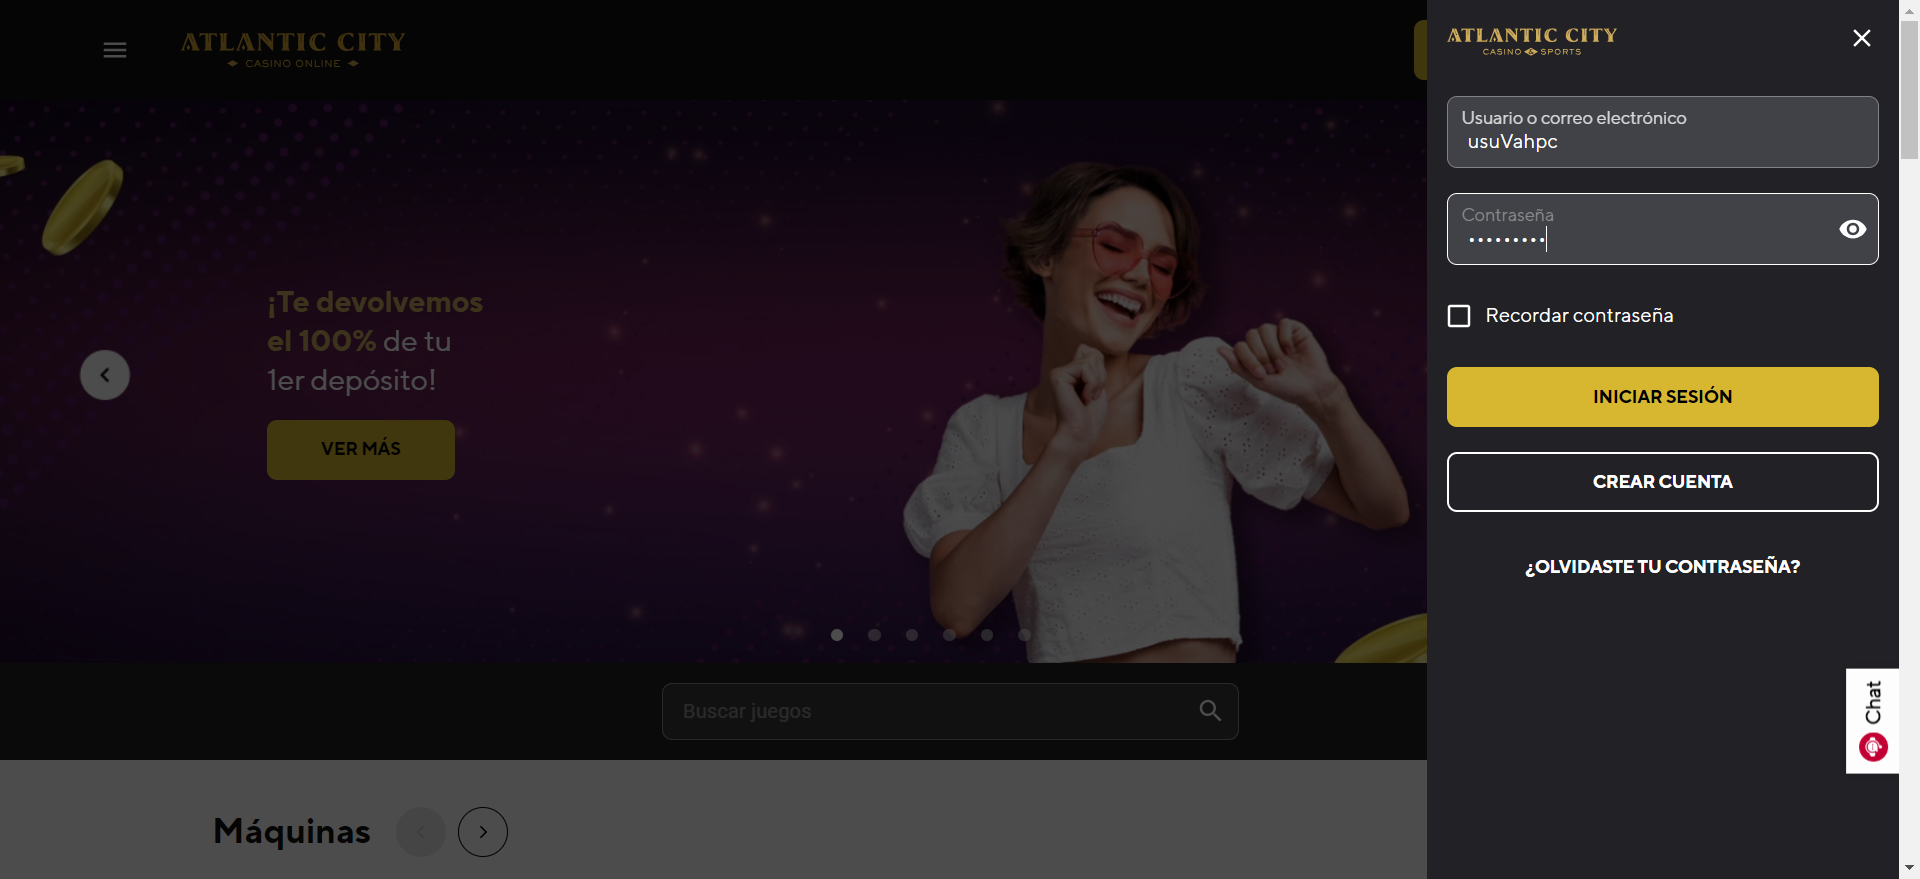 ATLANTIC CITY
CASINO ONLINE
¡Te devolvemos
el 100% de tu
1er depósito!
VER MÁS
Buscar juegos
Máquinas
ATLANTIC CITY
CASINO & SPORTS
Usuario o correo electrónico
usuVahpc
Contraseña
•••••••••
Recordar contraseña
INICIAR SESIÓN
CREAR CUENTA
¿OLVIDASTE TU CONTRASEÑA?
Chat